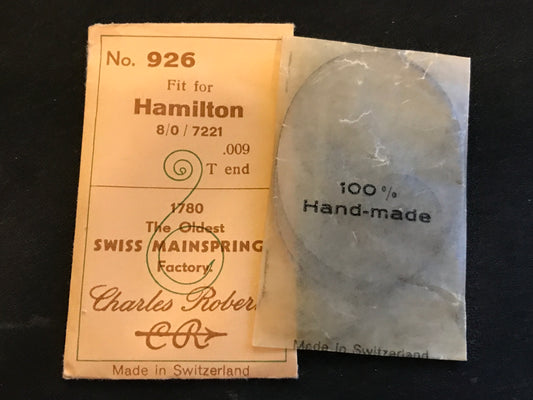 No. 926
Fit for
Hamilton
8/0 / 7221
.009
T end
1780
The Oldest
SWISS MAINSPRING
Factory.
Charles Rober
CR
Made in Switzerland
100%
Hand-made
Made in Switzerland